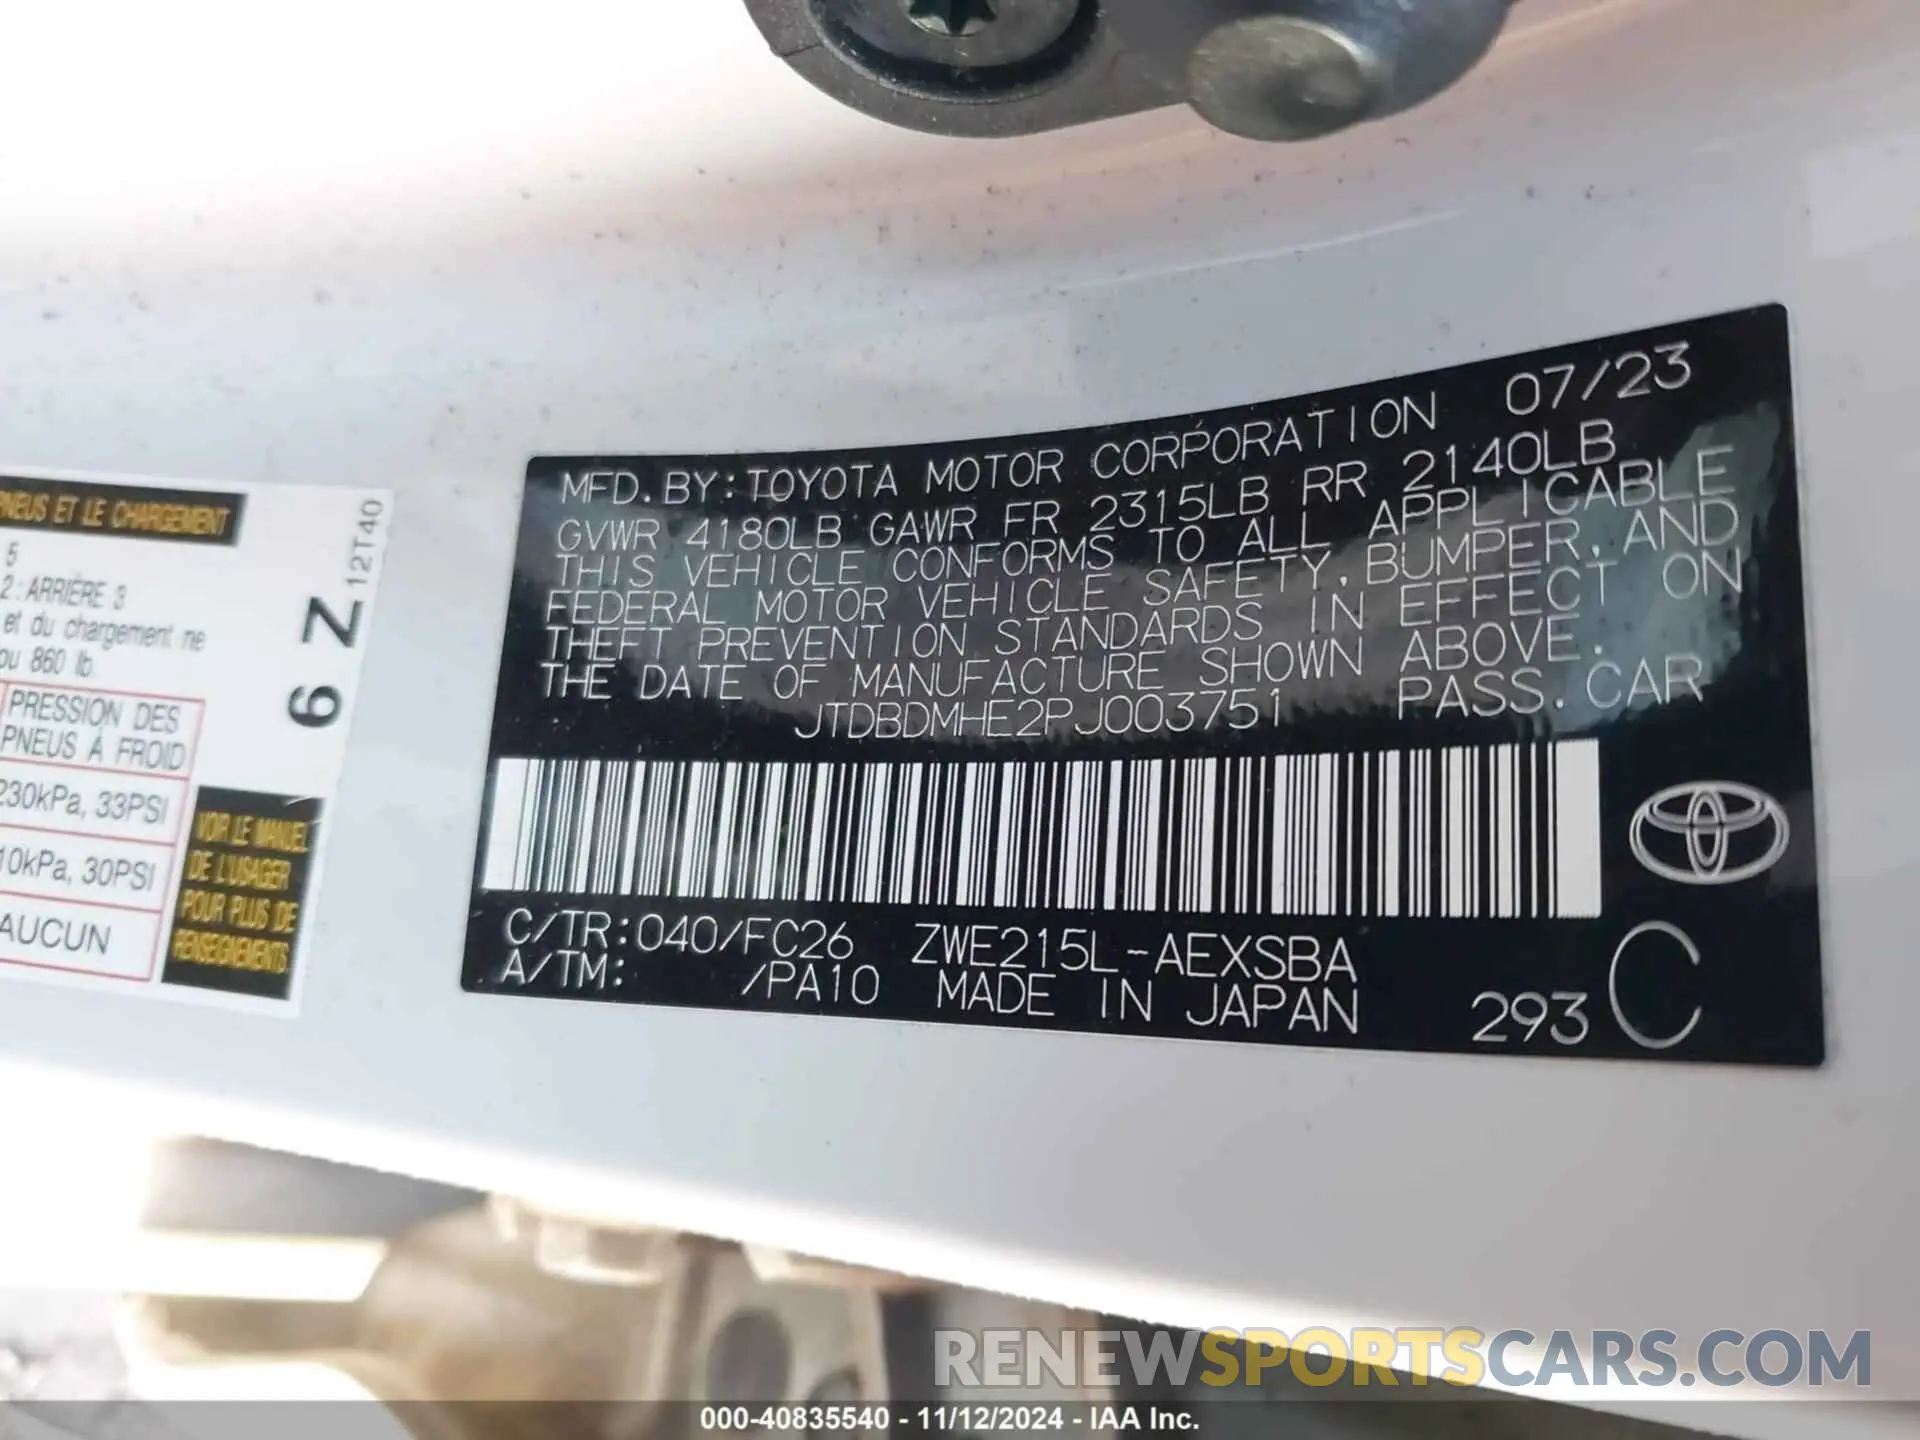 PNEUS ET LE CHARGEMENT
5
2: ARRIÈRE 3
et du chargement ne
ou 860 lb.
PRESSION DES
PNEUS À FROID
230kPa, 33PSI
10kPa, 30PSI
AUCUN
VOIR LE MANUEL
DE L'USAGER
POUR PLUS DE
RENSEIGNEMENTS
6 Z
12T40
MFD. BY: TOYOTA MOTOR CORPORATION 07/23
GVWR 4180LB GAWR FR 2315LB RR 2140LB
THIS VEHICLE CONFORMS TO ALL APPLICABLE
FEDERAL MOTOR VEHICLE SAFETY, BUMPER, AND
THEFT PREVENTION STANDARDS IN EFFECT ON
THE DATE OF MANUFACTURE SHOWN ABOVE.
JTDBDMHE2PJ003751 PASS. CAR
C/TR: 040/FC26 ZWE215L-AEXSBA
A/TM: /PA10 MADE IN JAPAN 293 C
RENEWSPORTSCARS.COM
000-40835540 - 11/12/2024 - IAA Inc.